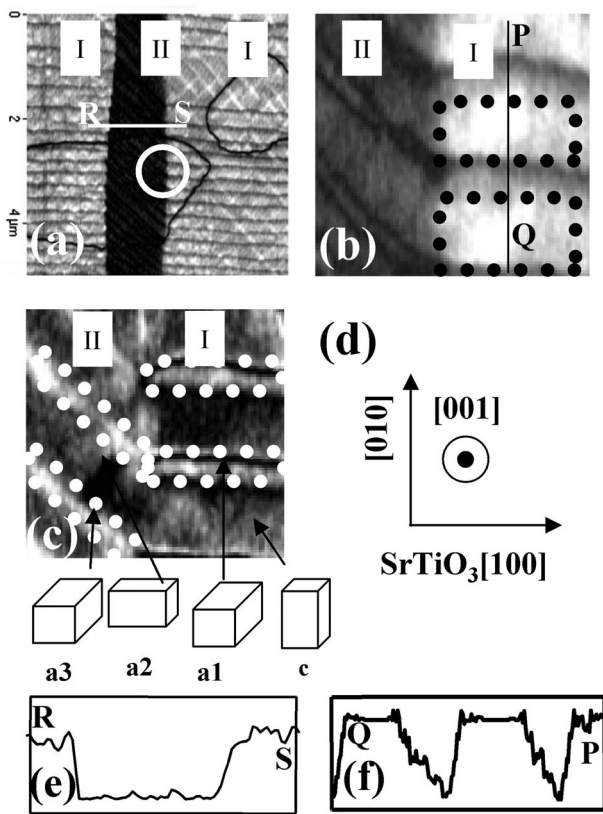 0
I
II
I
R
S
2
4 µm
(a)
II
I
P
Q
(b)
II
I
(c)
(d)
[001]
[010]
SrTiO3[100]
a3
a2
a1
c
R
S
(e)
Q
P
(f)